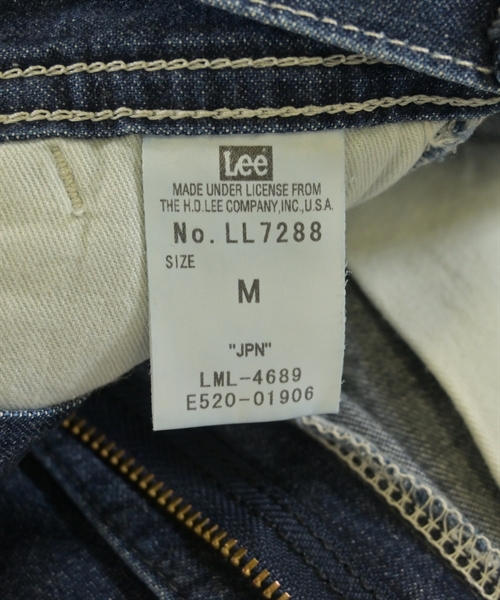 Lee
MADE UNDER LICENSE FROM
THE H.D.LEE COMPANY,INC.,U.S.A.
No. LL7288
SIZE
M
"JPN"
LML-4689
E520-01906